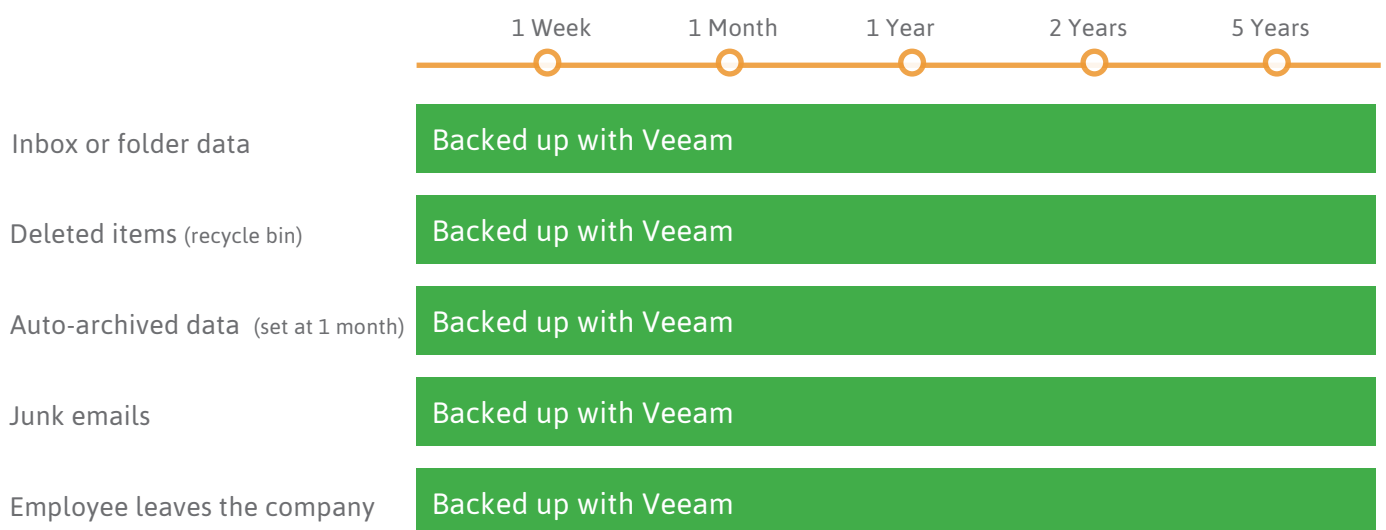 1 Week 1 Month 1 Year 2 Years 5 Years
Inbox or folder data Backed up with Veeam
Deleted items (recycle bin) Backed up with Veeam
Auto-archived data (set at 1 month) Backed up with Veeam
Junk emails Backed up with Veeam
Employee leaves the company Backed up with Veeam